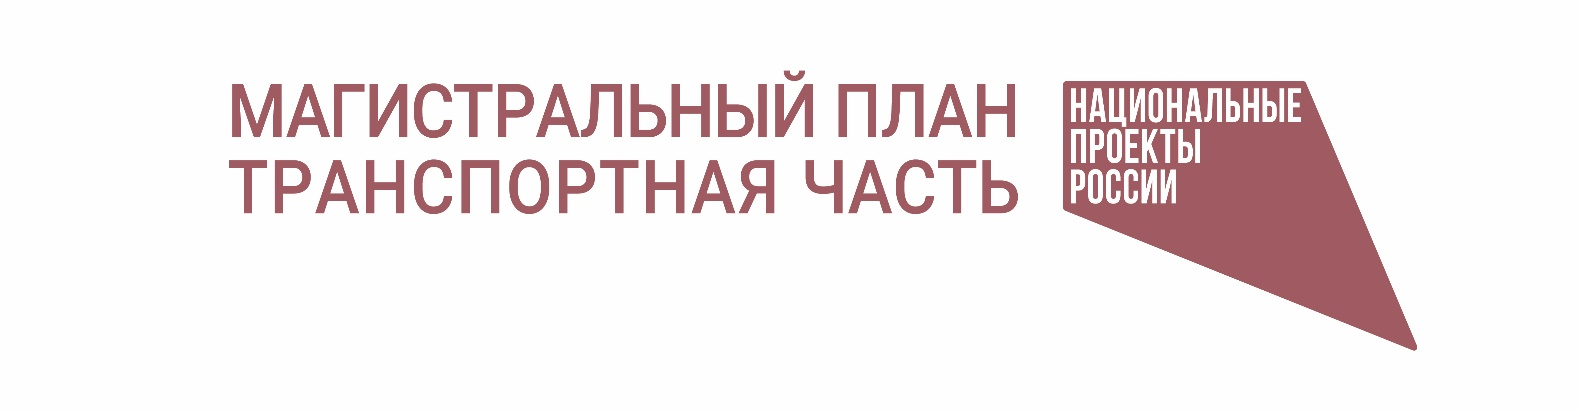 МАГИСТРАЛЬНЫЙ ПЛАН
ТРАНСПОРТНАЯ ЧАСТЬ
НАЦИОНАЛЬНЫЕ
ПРОЕКТЫ
РОССИИ